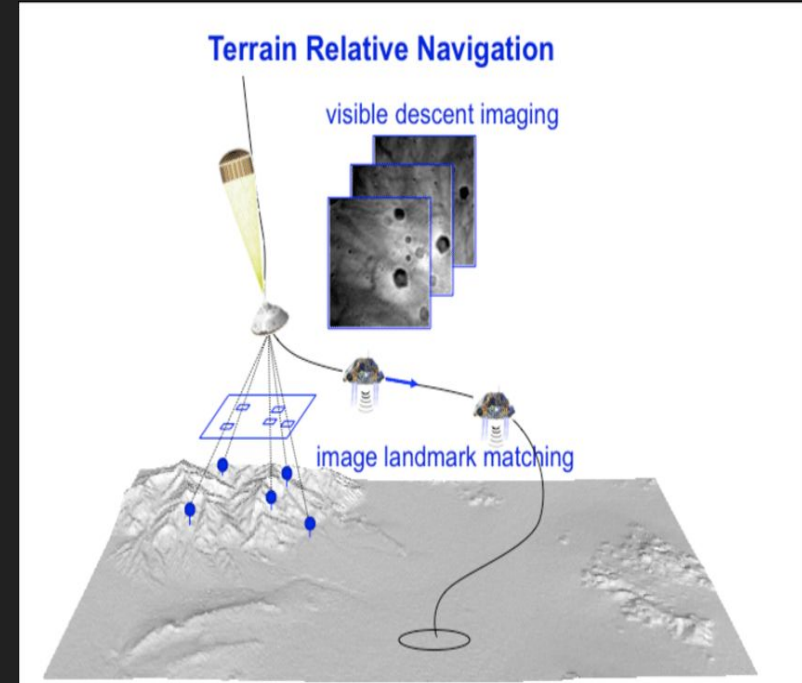 Terrain Relative Navigation
visible descent imaging
image landmark matching